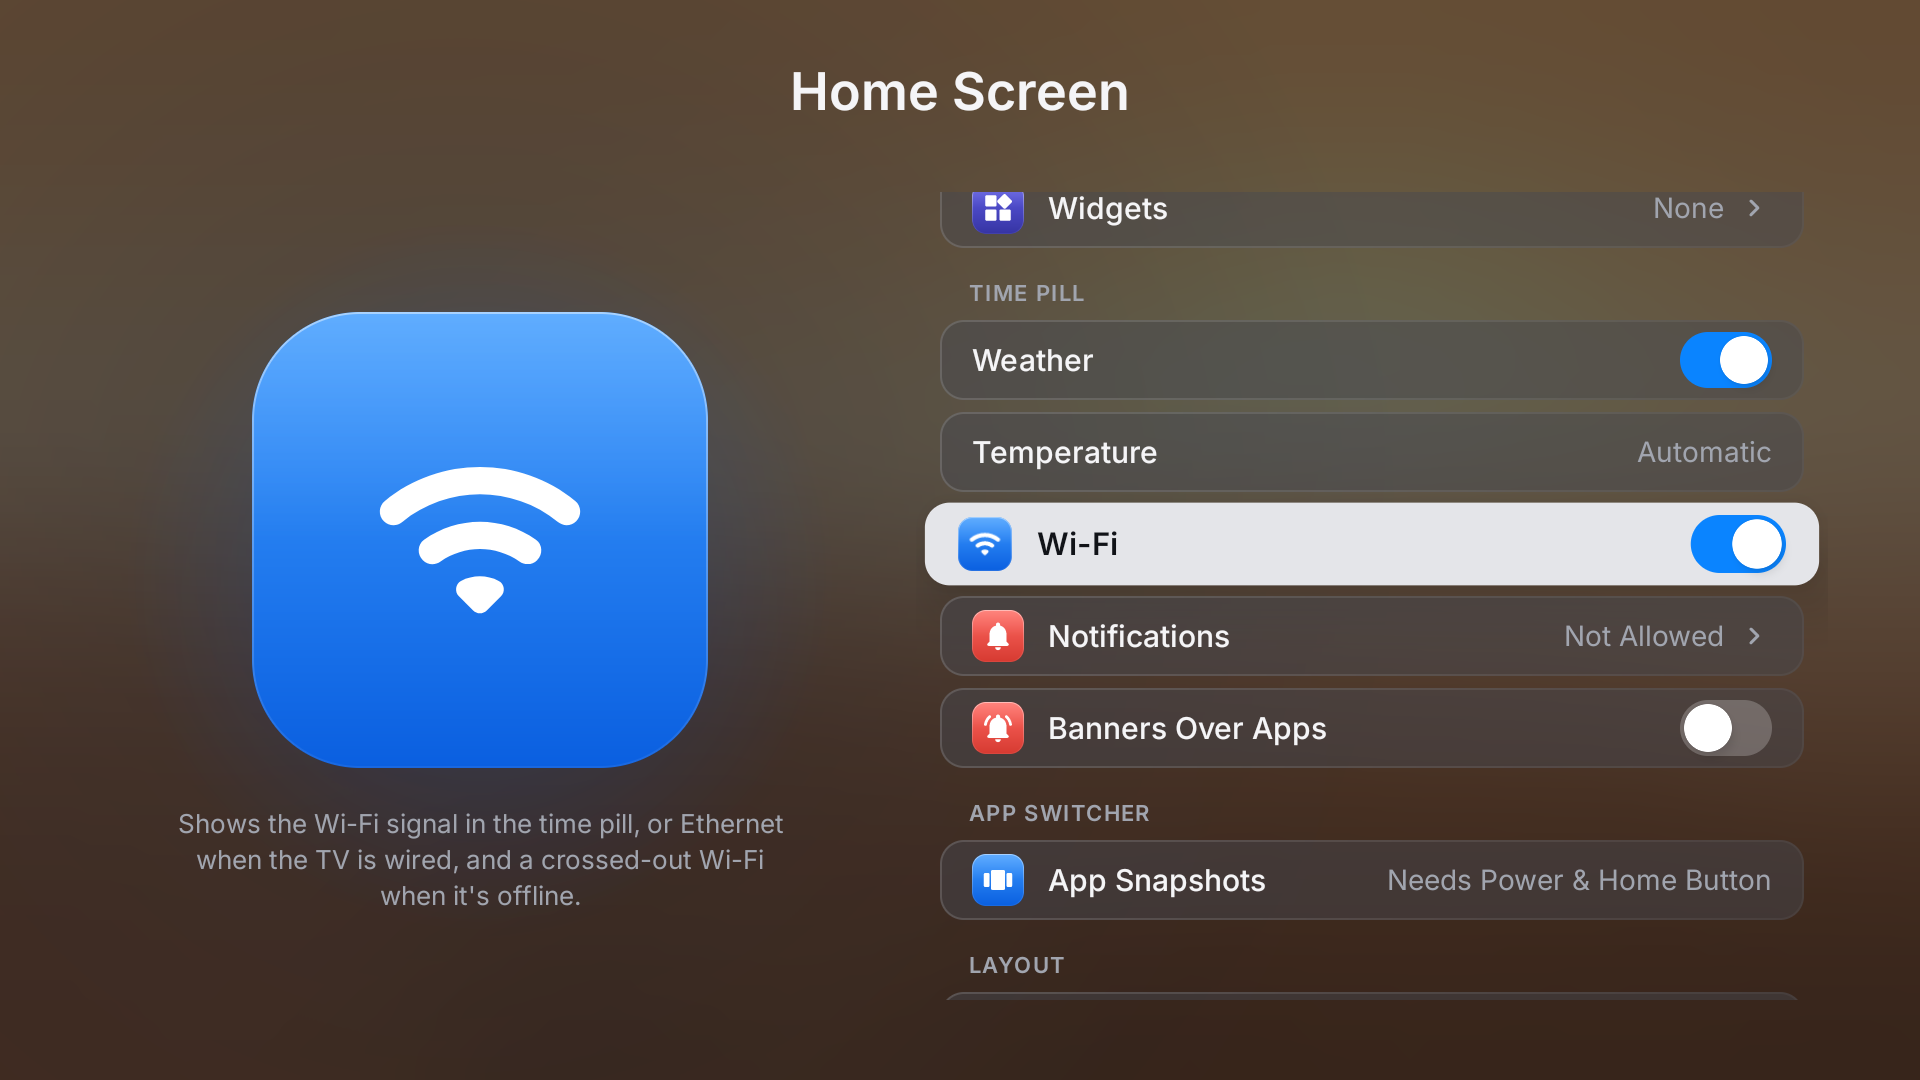 Home Screen
Widgets
None
TIME PILL
Weather
Temperature
Automatic
Wi-Fi
Notifications
Not Allowed
Banners Over Apps
APP SWITCHER
App Snapshots
Needs Power & Home Button
LAYOUT
Shows the Wi-Fi signal in the time pill, or Ethernet
when the TV is wired, and a crossed-out Wi-Fi
when it's offline.